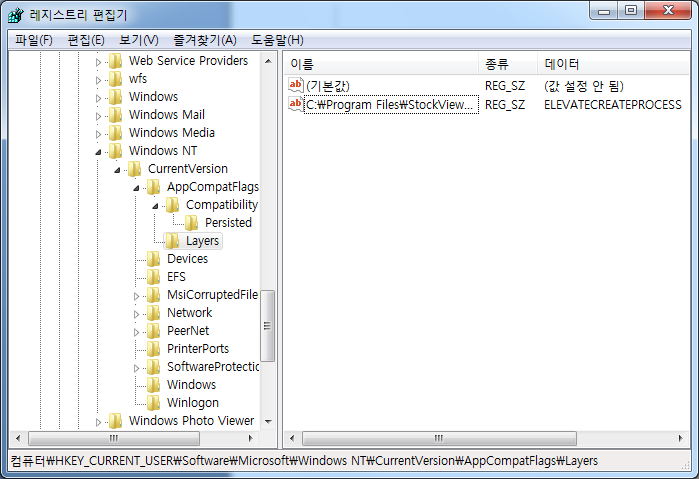 레지스트리 편집기
파일(F) 편집(E) 보기(V) 즐겨찾기(A) 도움말(H)
Web Service Providers
wfs
Windows
Windows Mail
Windows Media
Windows NT
CurrentVersion
AppCompatFlags
Compatibility
Persisted
Layers
Devices
EFS
MsiCorruptedFile
Network
PeerNet
PrinterPorts
SoftwareProtectio
Windows
Winlogon
Windows Photo Viewer
이름 종류 데이터
(기본값) REG_SZ (값 설정 안 됨)
C:₩Program Files₩StockView... REG_SZ ELEVATECREATEPROCESS
컴퓨터₩HKEY_CURRENT_USER₩Software₩Microsoft₩Windows NT₩CurrentVersion₩AppCompatFlags₩Layers